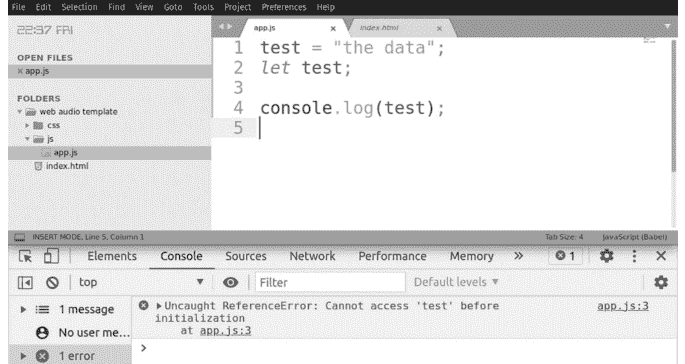 File Edit Selection Find View Goto Tools Project Preferences Help
22:37 FRI
app.js x index.html x
OPEN FILES
× app.js
FOLDERS
web audio template
css
js
app.js
index.html
1 test = "the data";
2 let test;
3
4 console.log(test);
5
INSERT MODE, Line 5, Column 1 Tab Size: 4 JavaScript (Babel)
Elements Console Sources Network Performance Memory » 1
top Filter Default levels ▼
1 message
No user me...
1 error
Uncaught ReferenceError: Cannot access 'test' before app.js:3
initialization
at app.js:3
>